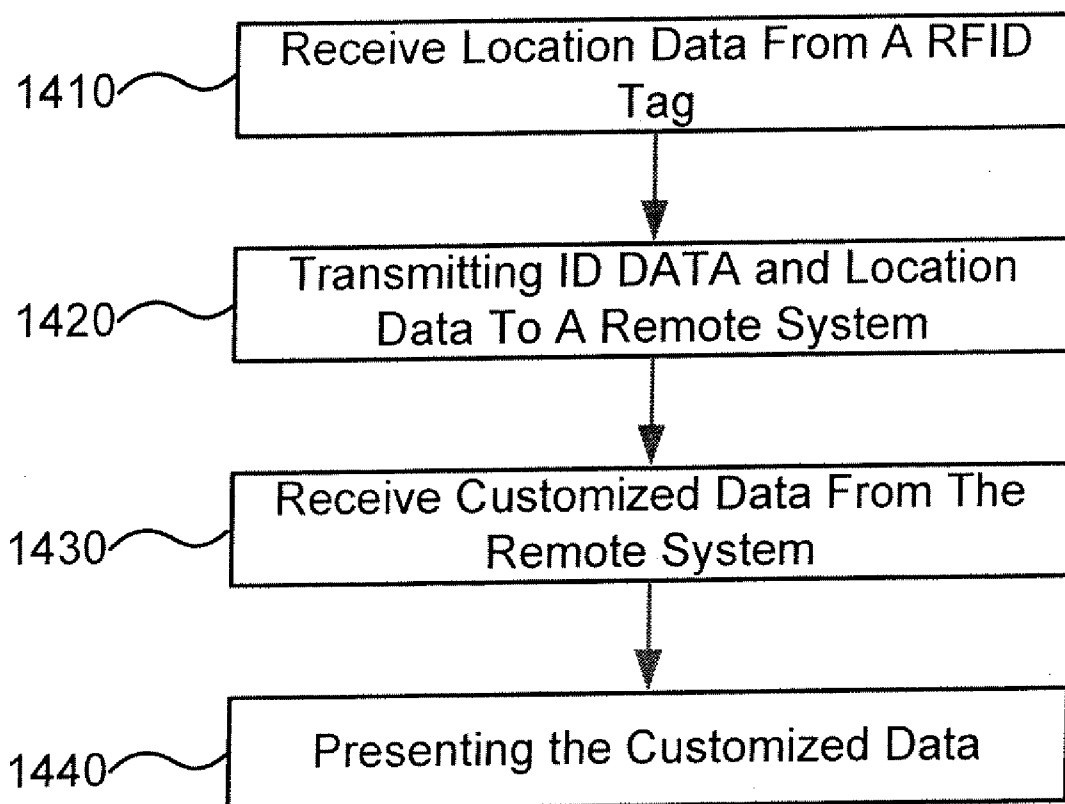 1410
Receive Location Data From A RFID
Tag
1420
Transmitting ID DATA and Location
Data To A Remote System
1430
Receive Customized Data From The
Remote System
1440
Presenting the Customized Data